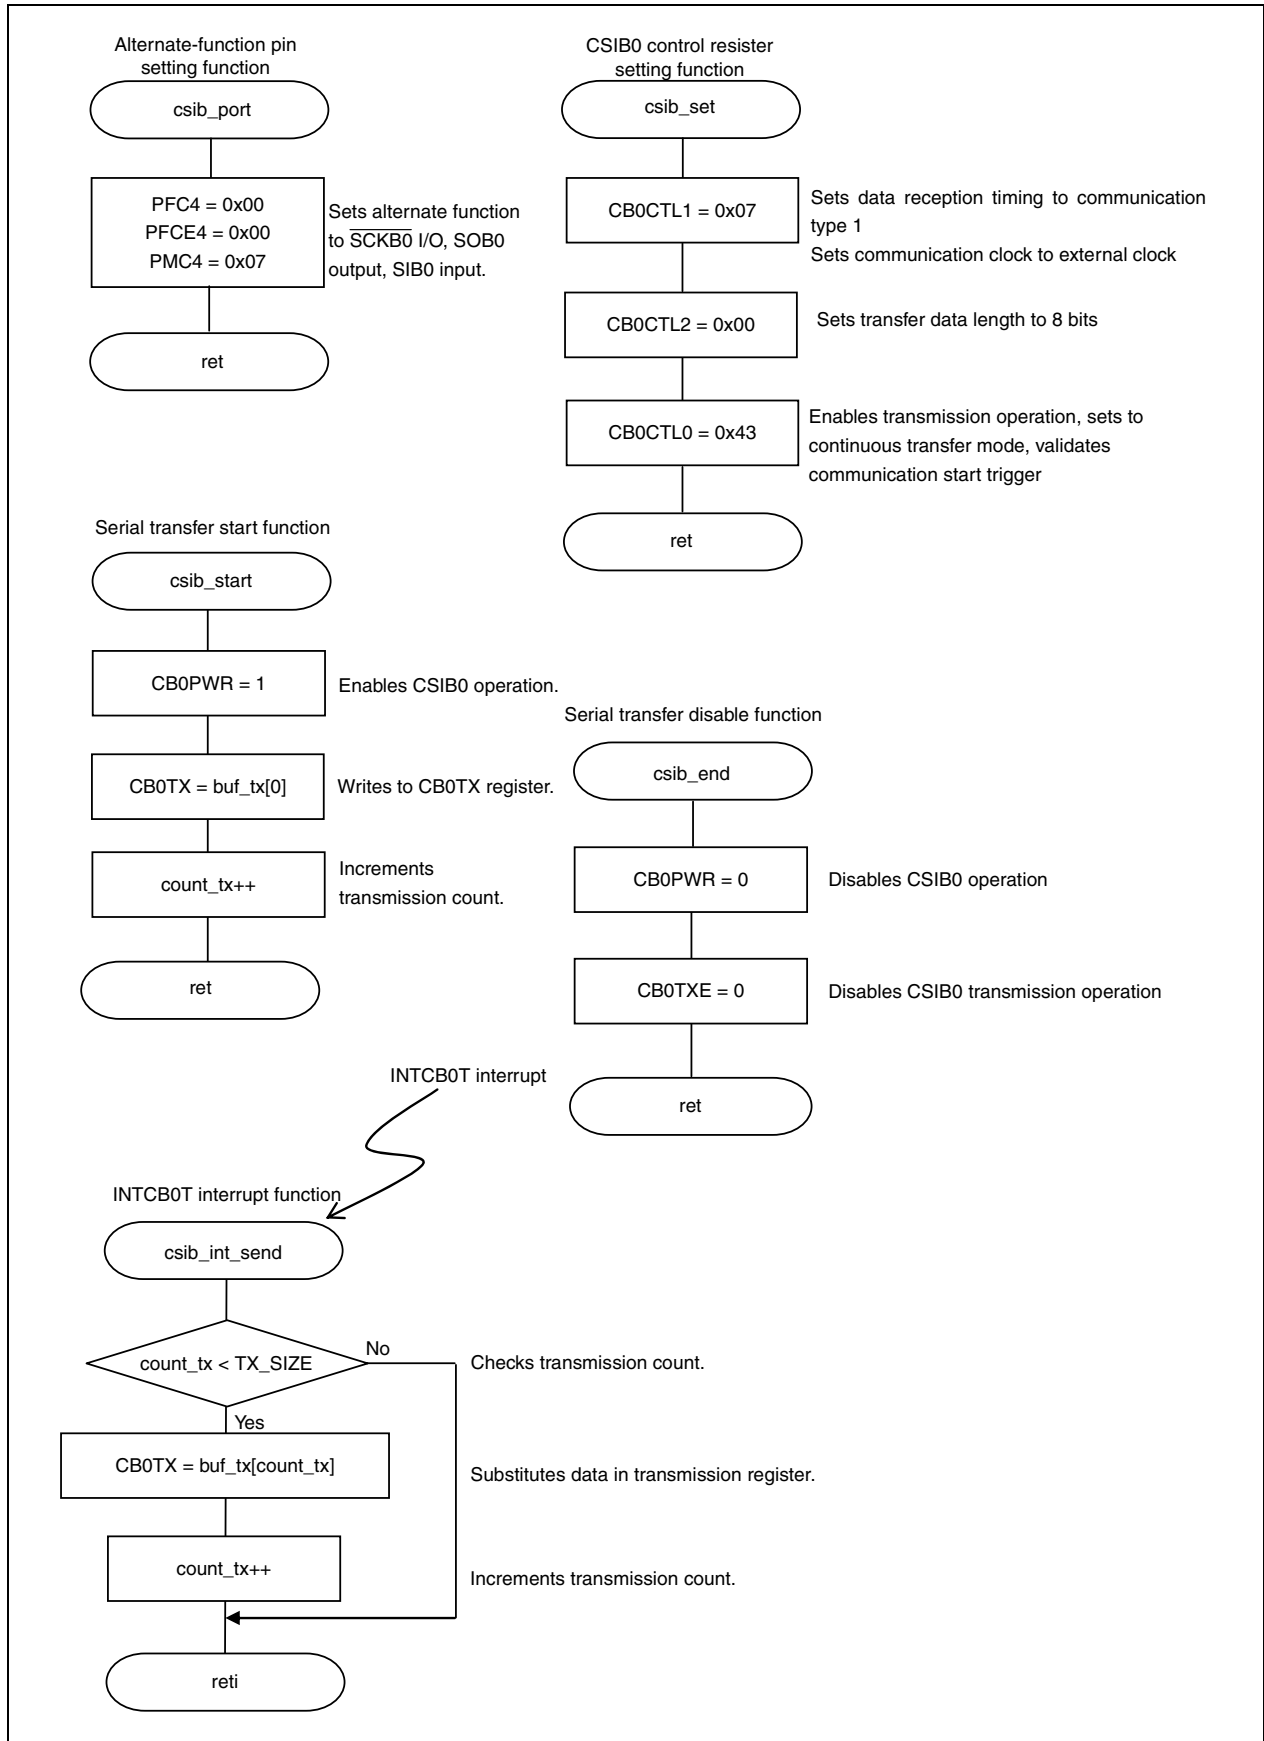 Alternate-function pin
setting function
csib_port
PFC4 = 0x00
PFCE4 = 0x00
PMC4 = 0x07
Sets alternate function
to SCKB0 I/O, SOB0
output, SIB0 input.
ret
CSIB0 control resister
setting function
csib_set
CB0CTL1 = 0x07
Sets data reception timing to communication
type 1
Sets communication clock to external clock
CB0CTL2 = 0x00
Sets transfer data length to 8 bits
CB0CTL0 = 0x43
Enables transmission operation, sets to
continuous transfer mode, validates
communication start trigger
ret
Serial transfer start function
csib_start
CB0PWR = 1
Enables CSIB0 operation.
CB0TX = buf_tx[0]
Writes to CB0TX register.
count_tx++
Increments
transmission count.
ret
Serial transfer disable function
csib_end
CB0PWR = 0
Disables CSIB0 operation
CB0TXE = 0
Disables CSIB0 transmission operation
ret
INTCB0T interrupt
INTCB0T interrupt function
csib_int_send
count_tx < TX_SIZE
No
Checks transmission count.
Yes
CB0TX = buf_tx[count_tx]
Substitutes data in transmission register.
count_tx++
Increments transmission count.
reti